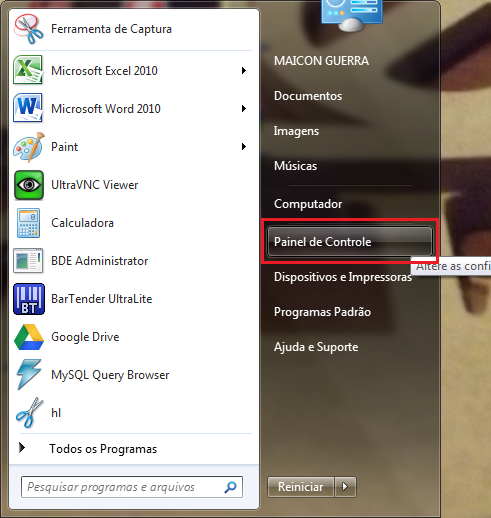 Ferramenta de Captura
Microsoft Excel 2010
Microsoft Word 2010
Paint
UltraVNC Viewer
Calculadora
BDE Administrator
BarTender UltraLite
BT
Google Drive
MySQL Query Browser
hl
Todos os Programas
Pesquisar programas e arquivos
MAICON GUERRA
Documentos
Imagens
Músicas
Computador
Painel de Controle
Altere as confi
Dispositivos e Impressoras
Programas Padrão
Ajuda e Suporte
Reiniciar